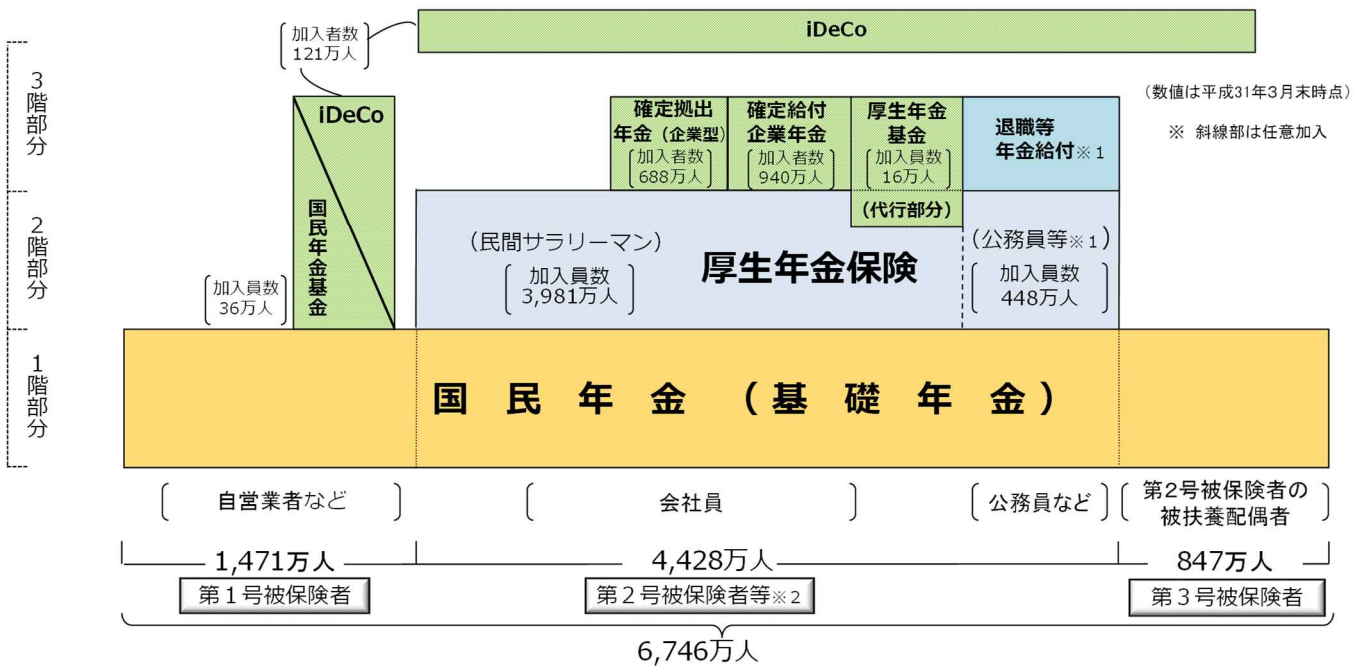 加入者数
121万人
iDeCo
(数値は平成31年3月末時点)
※ 斜線部は任意加入
3階部分
iDeCo
国民年金基金
加入員数
36万人
確定拠出
年金（企業型）
加入者数
688万人
確定給付
企業年金
加入者数
940万人
厚生年金
基金
加入員数
16万人
(代行部分)
退職等
年金給付※1
2階部分
(民間サラリーマン)
加入員数
3,981万人
厚生年金保険
(公務員等※1)
加入員数
448万人
1階部分
国民年金（基礎年金）
自営業者など
会社員
公務員など
第2号被保険者の
被扶養配偶者
1,471万人
4,428万人
847万人
第1号被保険者
第2号被保険者等※2
第3号被保険者
6,746万人